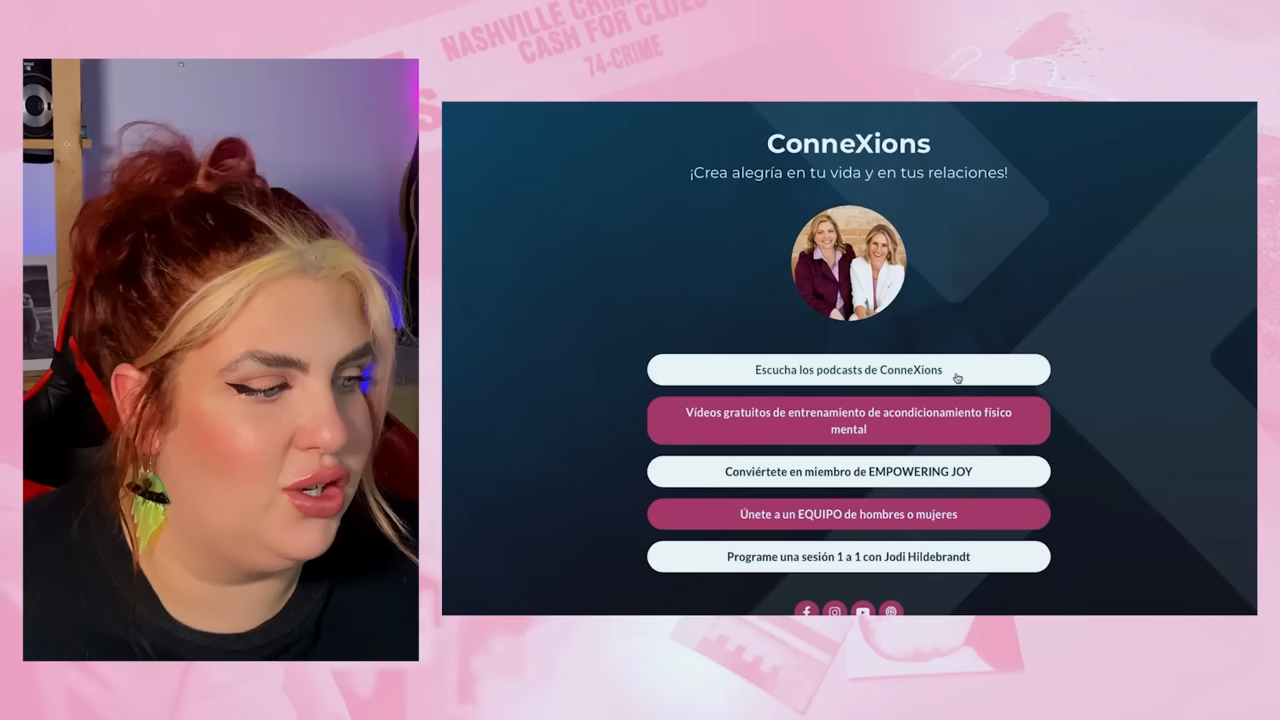 NASHVILLE CRIM
CASH FOR CLUES
74-CRIME
ConneXions
¡Crea alegría en tu vida y en tus relaciones!
Escucha los podcasts de ConneXions
Vídeos gratuitos de entrenamiento de acondicionamiento físico
mental
Conviértete en miembro de EMPOWERING JOY
Únete a un EQUIPO de hombres o mujeres
Programe una sesión 1 a 1 con Jodi Hildebrandt